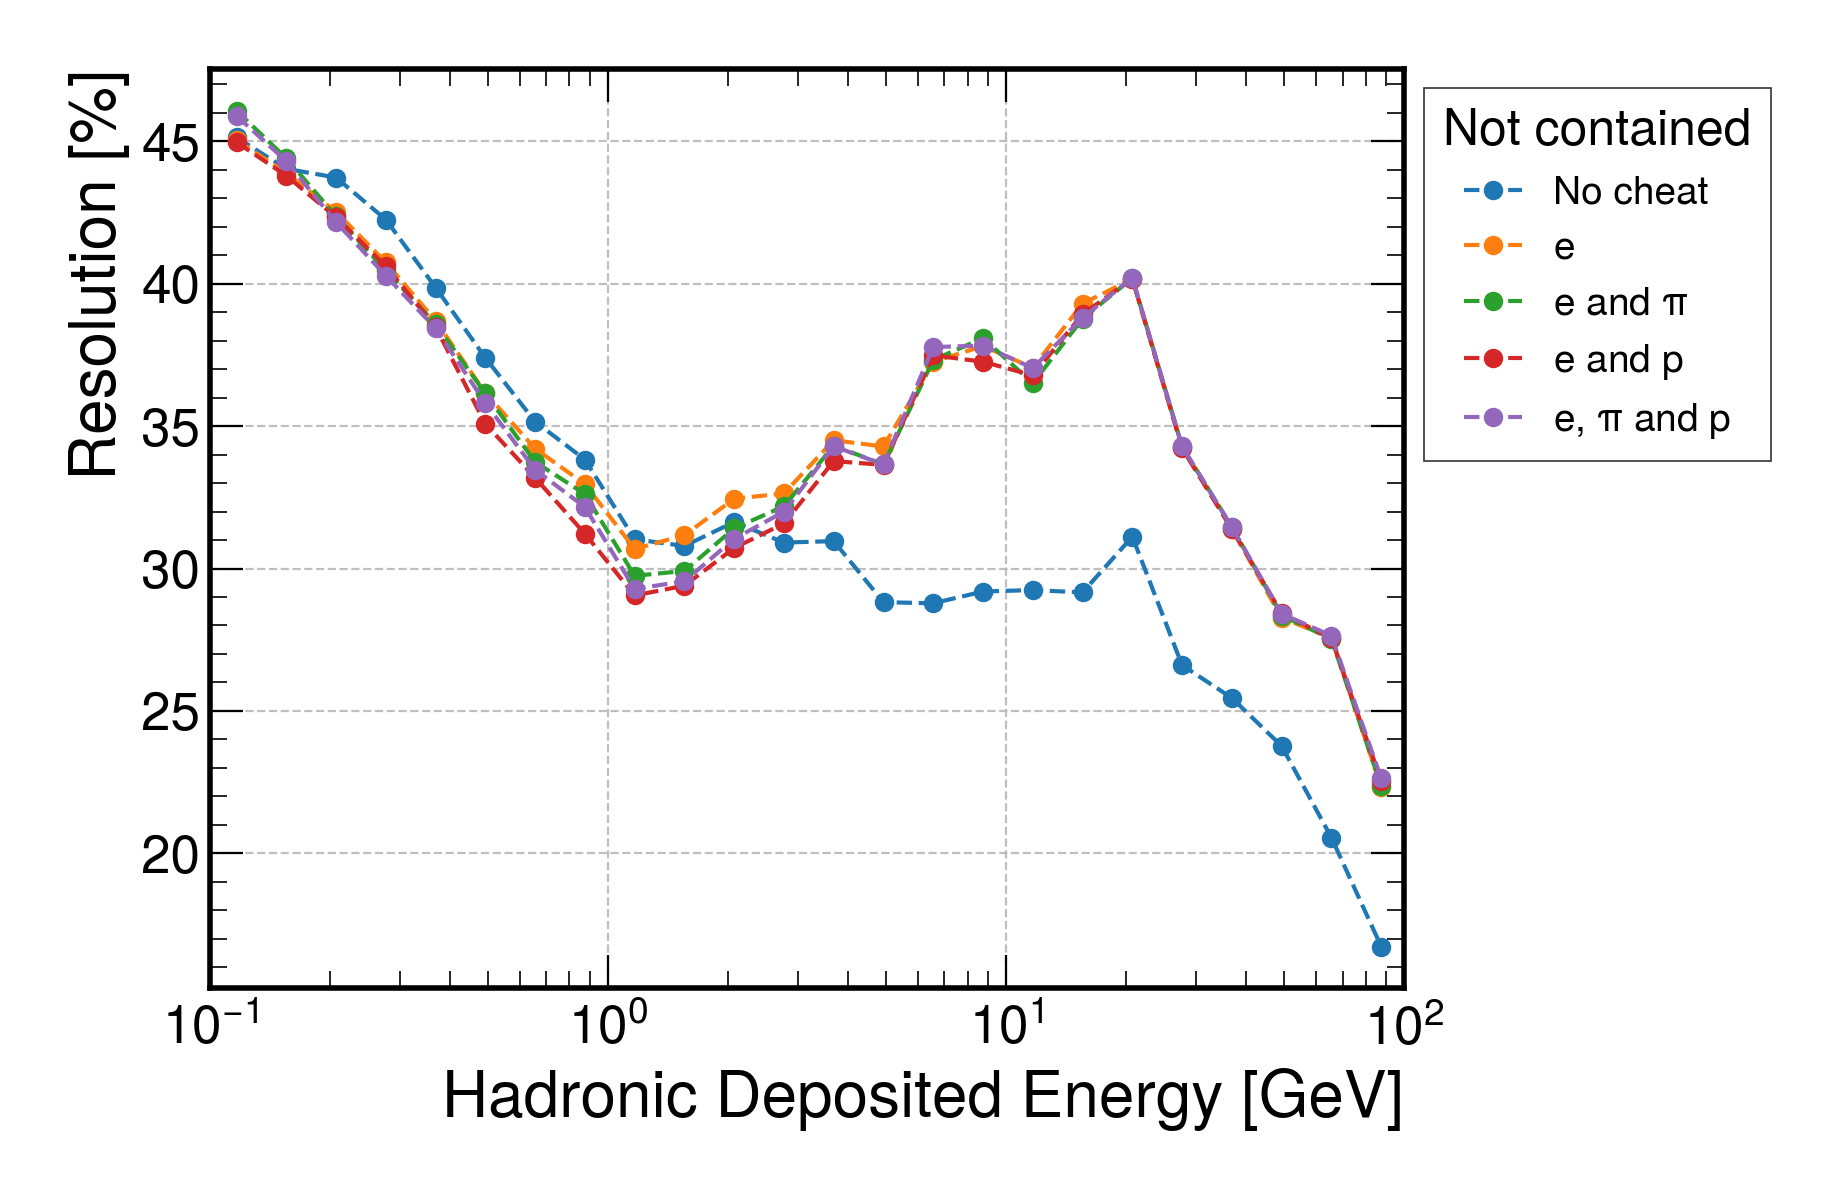 Resolution [%]
45
40
35
30
25
20
10⁻¹ 10⁰ 10¹ 10²
Hadronic Deposited Energy [GeV]
Not contained
No cheat
e
e and π
e and p
e, π and p